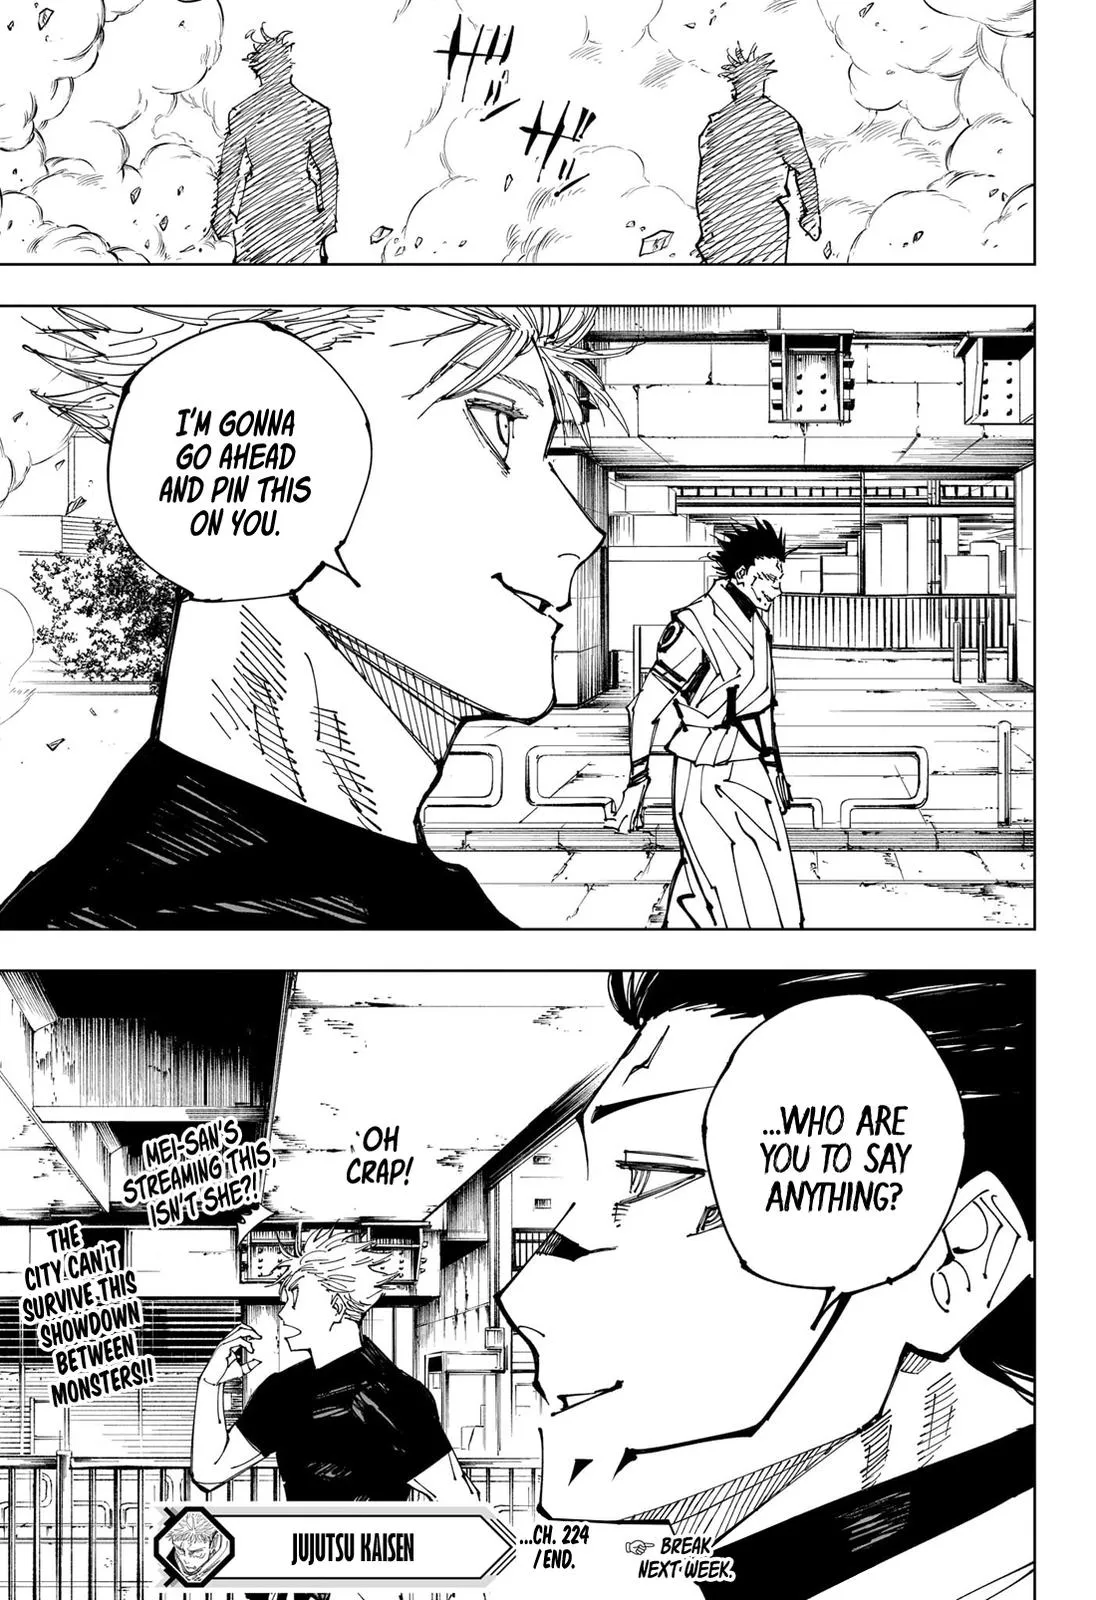 I'M GONNA
GO AHEAD
AND PIN THIS
ON YOU.
...WHO ARE
YOU TO SAY
ANYTHING?
OH
CRAP!
MEI-SAN'S
STREAMING THIS,
ISN'T SHE?!
THE
CITY CAN'T
SURVIVE THIS
SHOWDOWN
BETWEEN
MONSTERS!!
JUJUTSU KAISEN
...CH. 224
/END.
☞ BREAK
NEXT WEEK.